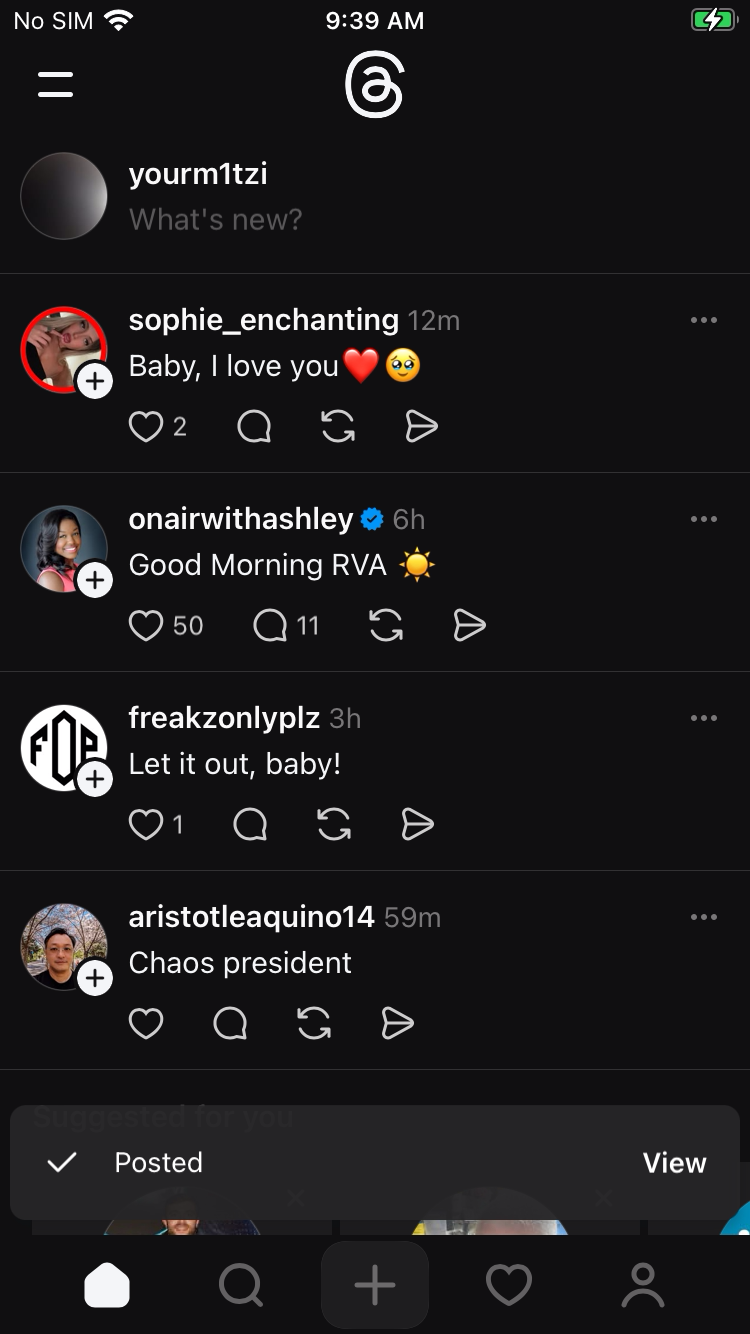 No SIM 9:39 AM
yourm1tzi
What's new?
sophie_enchanting 12m
Baby, I love you❤️🥹
2
onairwithashley 6h
Good Morning RVA ☀️
50 11
freakzonlyplz 3h
FOP
Let it out, baby!
1
aristotleaquino14 59m
Chaos president
Suggested for you
Posted View